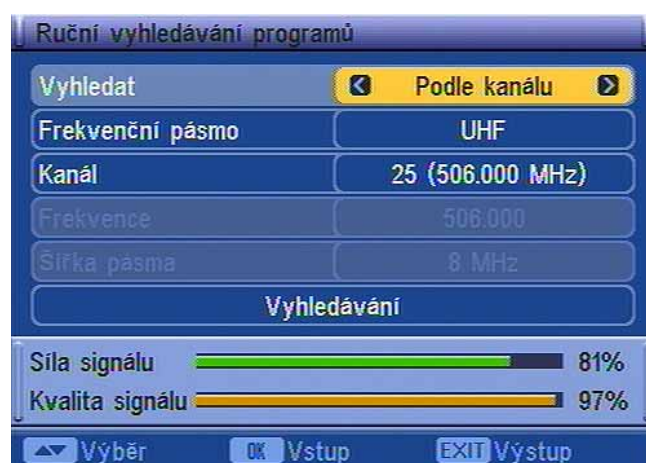 Ruční vyhledávání programů
Vyhledat Podle kanálu
Frekvenční pásmo UHF
Kanál 25 (506.000 MHz)
Frekvence 506.000
Šířka pásma 8 MHz
Vyhledávání
Síla signálu 81%
Kvalita signálu 97%
Výběr OK Vstup EXIT Výstup